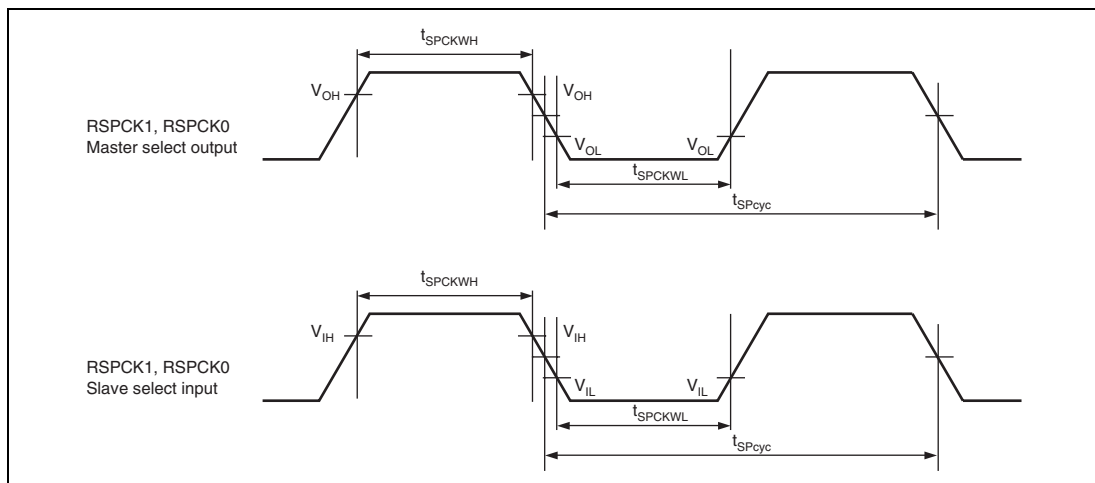 tSPCKWH
VOH
VOH
RSPCK1, RSPCK0
Master select output
VOL
VOL
tSPCKWL
tSPcyc
tSPCKWH
VIH
VIH
RSPCK1, RSPCK0
Slave select input
VIL
VIL
tSPCKWL
tSPcyc